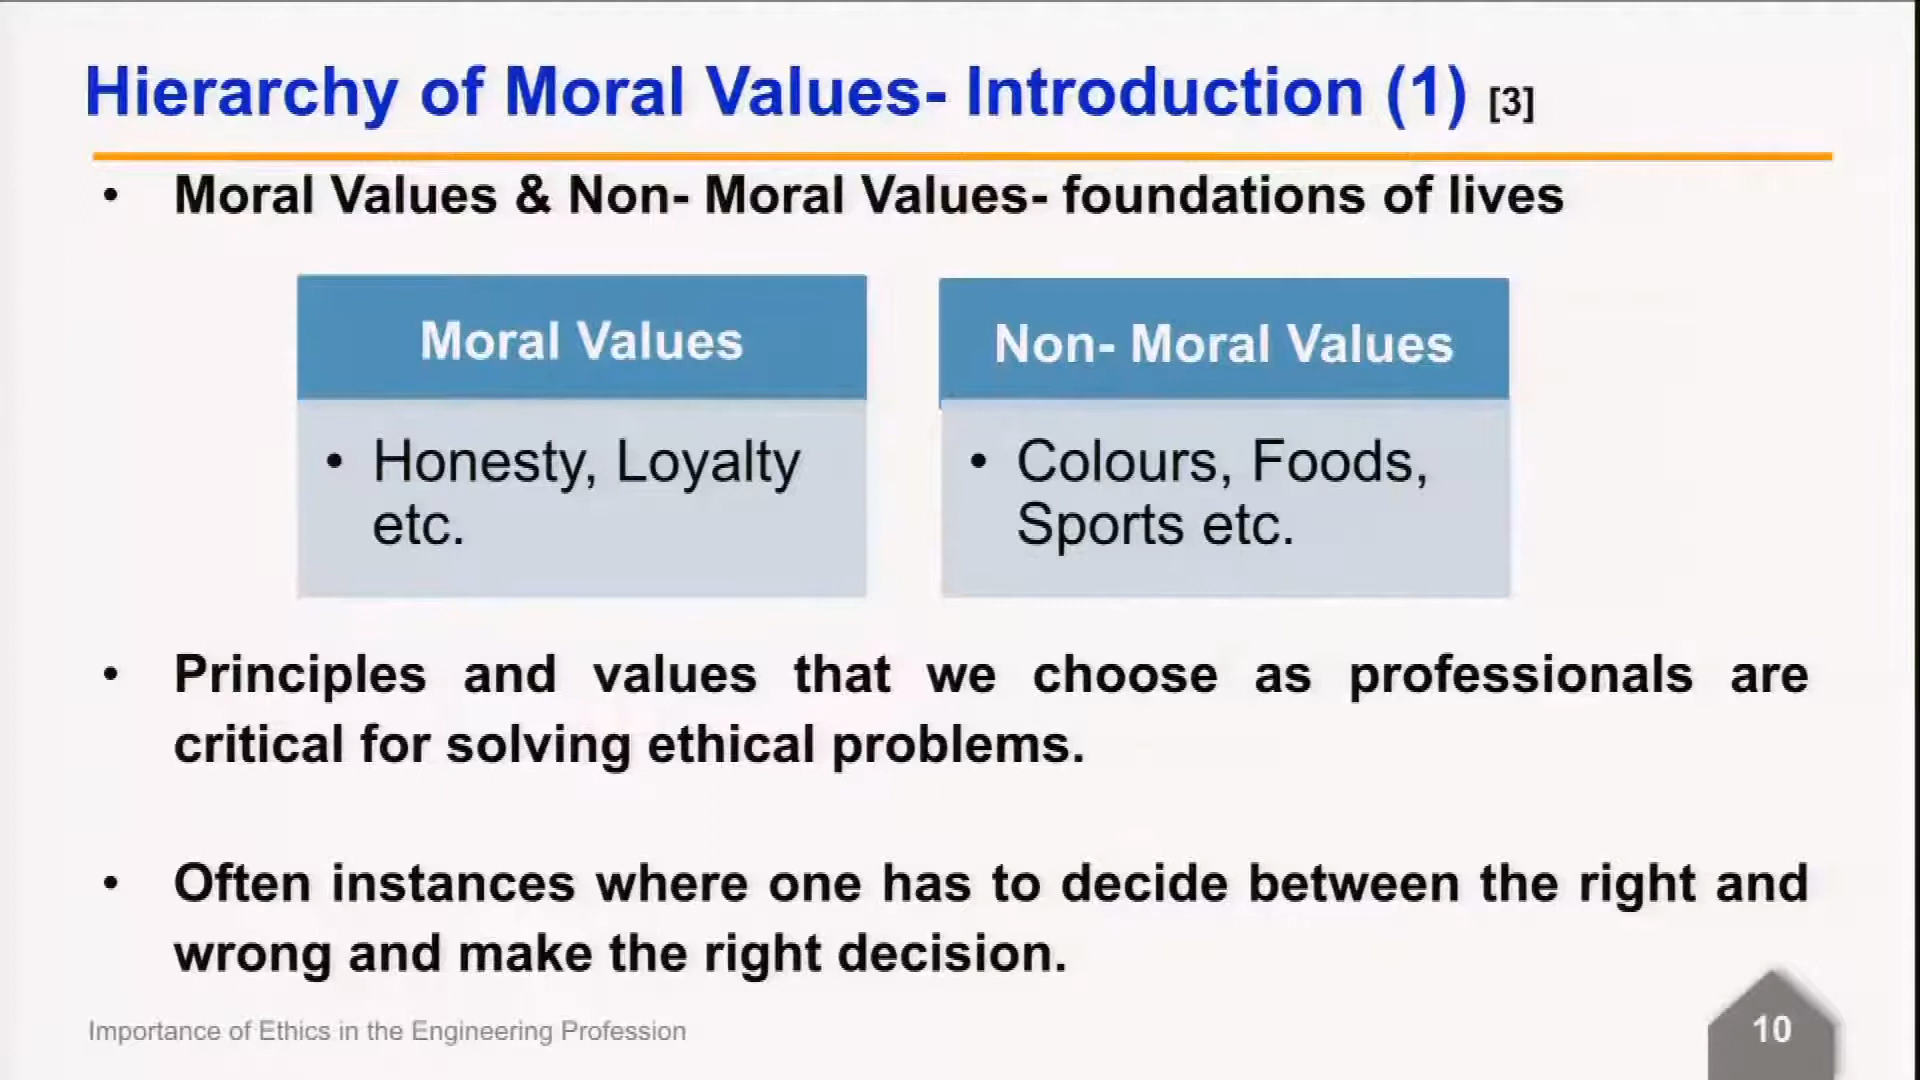 Hierarchy of Moral Values- Introduction (1) [3]
• Moral Values & Non- Moral Values- foundations of lives
Moral Values
• Honesty, Loyalty
etc.
Non- Moral Values
• Colours, Foods,
Sports etc.
• Principles and values that we choose as professionals are
critical for solving ethical problems.
• Often instances where one has to decide between the right and
wrong and make the right decision.
Importance of Ethics in the Engineering Profession
10